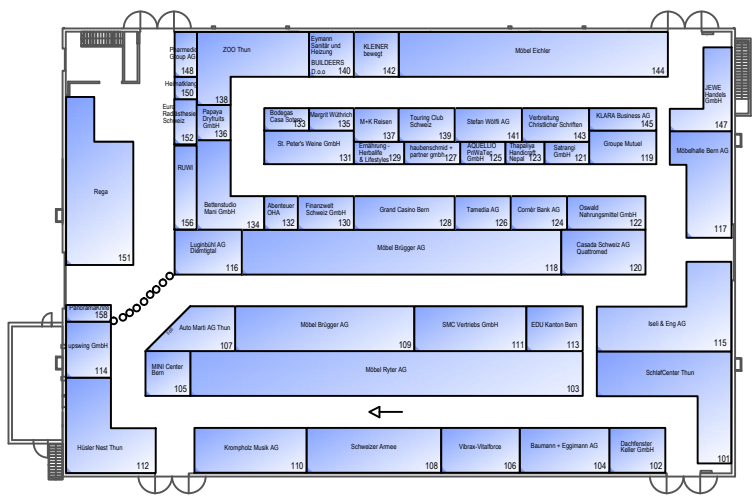 Pharmedic
Group AG
148
ZOO Thun
138
Eymann
Sanitär und
Heizung
BUILDEERS
D.o.o
140
KLEINER
bewegt
142
Möbel Eichler
144
JEWE
Handels
GmbH
147
Heimatklang
150
Euro
Radiästhesie
Schweiz
152
Papaya
Dryfruits
GmbH
136
Bodegas
Casa Sotero
133
Margrit Wüthrich
135
M+K Reisen
137
Touring Club
Schweiz
139
Stefan Wölfli AG
141
Verbreitung
Christlicher Schriften
143
KLARA Business AG
145
St. Peter's Weine GmbH
131
Ernährung -
Herbalife
& Lifestyles
129
haubenschmid +
partner gmbh
127
AQUELLIO
PriWaTec
GmbH
125
Thapaliya
Handicraft
Nepal
123
Satrangi
GmbH
121
Groupe Mutuel
119
Möbelhalle Bern AG
117
Rega
151
RUWI
156
Bettenstudio
Mani GmbH
134
Abenteuer
OHA
132
Finanzwelt
Schweiz GmbH
130
Grand Casino Bern
128
Tamedia AG
126
Cornèr Bank AG
124
Oswald
Nahrungsmittel GmbH
122
Luginbühl AG
Diemtigtal
116
Möbel Brügger AG
118
Casada Schweiz AG
Quattromed
120
PanoramaKnife
158
upswing GmbH
114
Auto Marti AG Thun
107
Möbel Brügger AG
109
SMC Vertriebs GmbH
111
EDU Kanton Bern
113
Iseli & Eng AG
115
MINI Center
Bern
105
Möbel Ryter AG
103
SchlafCenter Thun
101
Hüsler Nest Thun
112
Krompholz Musik AG
110
Schweizer Armee
108
Vibrax-Vitalforce
106
Baumann + Eggimann AG
104
Dachfenster
Keller GmbH
102